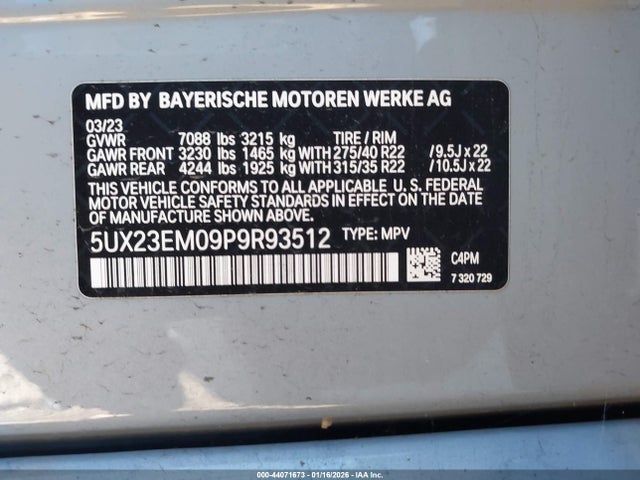 MFD BY BAYERISCHE MOTOREN WERKE AG
03/23
GVWR 7088 lbs 3215 kg TIRE / RIM
GAWR FRONT 3230 lbs 1465 kg WITH 275/40 R22 /9.5J x 22
GAWR REAR 4244 lbs 1925 kg WITH 315/35 R22 /10.5J x 22
THIS VEHICLE CONFORMS TO ALL APPLICABLE U. S. FEDERAL
MOTOR VEHICLE SAFETY STANDARDS IN EFFECT ON THE
DATE OF MANUFACTURE SHOWN ABOVE.
5UX23EM09P9R93512 TYPE: MPV
C4PM
7 320 729
000-44071673 - 01/16/2026 - IAA Inc.